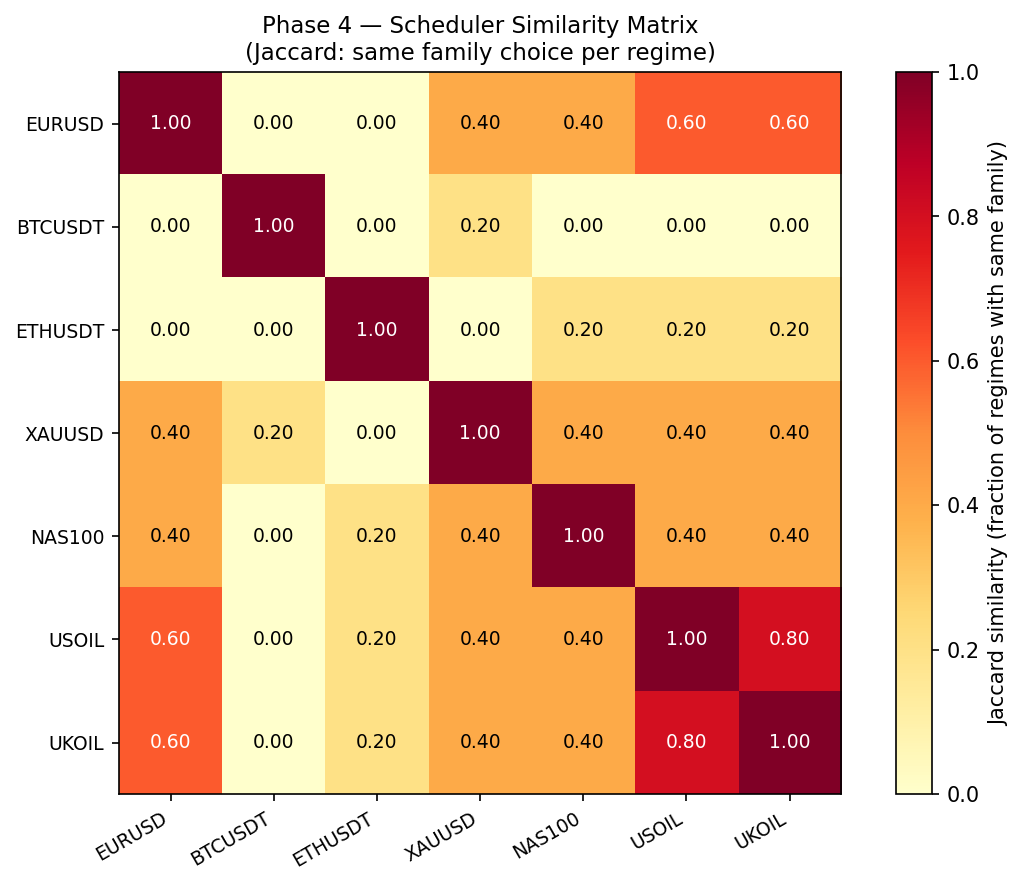 Phase 4 — Scheduler Similarity Matrix
(Jaccard: same family choice per regime)
EURUSD 1.00 0.00 0.00 0.40 0.40 0.60 0.60
BTCUSDT 0.00 1.00 0.00 0.20 0.00 0.00 0.00
ETHUSDT 0.00 0.00 1.00 0.00 0.20 0.20 0.20
XAUUSD 0.40 0.20 0.00 1.00 0.40 0.40 0.40
NAS100 0.40 0.00 0.20 0.40 1.00 0.40 0.40
USOIL 0.60 0.00 0.20 0.40 0.40 1.00 0.80
UKOIL 0.60 0.00 0.20 0.40 0.40 0.80 1.00
EURUSD BTCUSDT ETHUSDT XAUUSD NAS100 USOIL UKOIL
1.0
0.8
0.6
0.4
0.2
0.0
Jaccard similarity (fraction of regimes with same family)